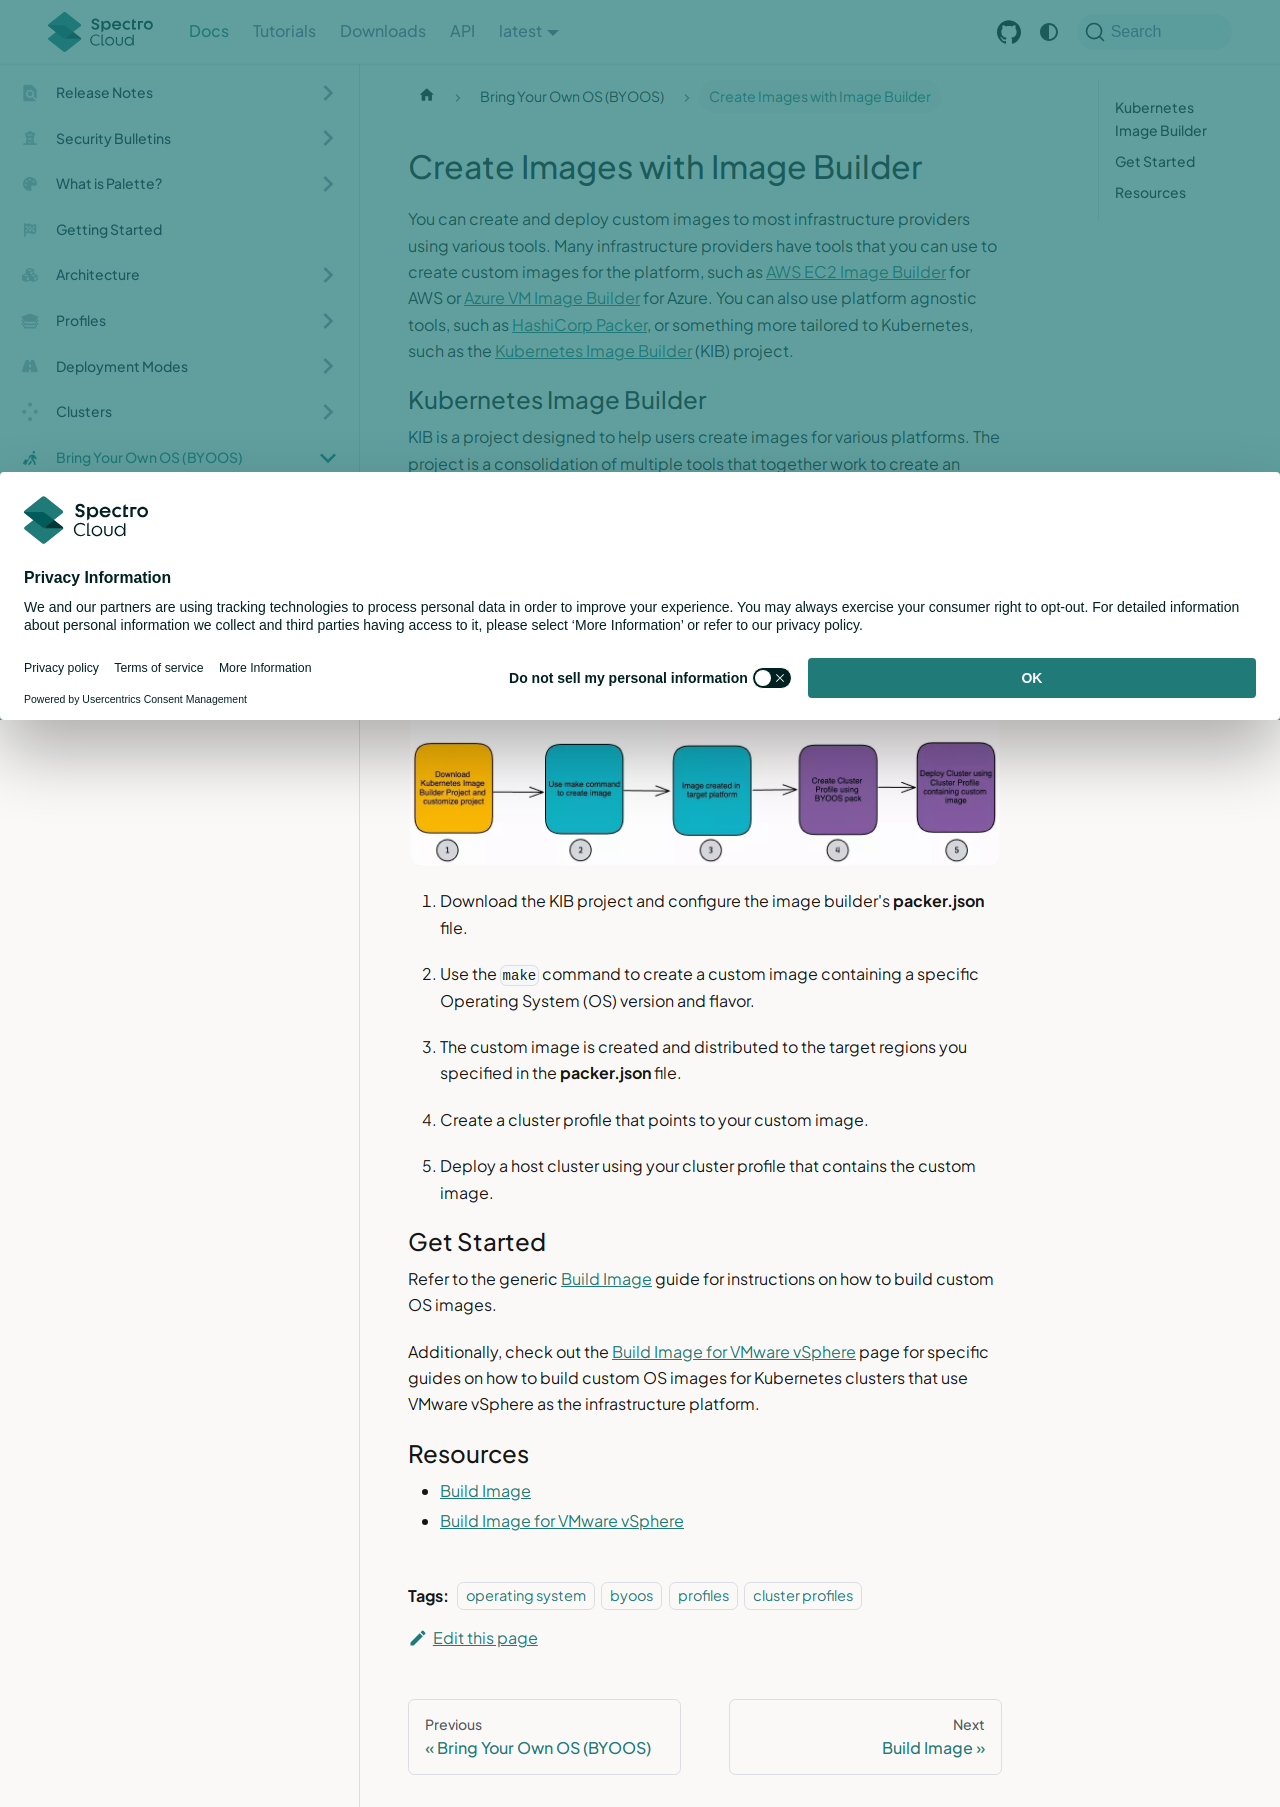 Spectro Cloud
Docs
Tutorials
Downloads
API
latest
Search
Release Notes
Security Bulletins
What is Palette?
Getting Started
Architecture
Profiles
Deployment Modes
Clusters
Bring Your Own OS (BYOOS)
Bring Your Own OS (BYOOS)
Create Images with Image Builder
Kubernetes
Image Builder
Get Started
Resources
Create Images with Image Builder
You can create and deploy custom images to most infrastructure providers
using various tools. Many infrastructure providers have tools that you can use to
create custom images for the platform, such as AWS EC2 Image Builder for
AWS or Azure VM Image Builder for Azure. You can also use platform agnostic
tools, such as HashiCorp Packer, or something more tailored to Kubernetes,
such as the Kubernetes Image Builder (KIB) project.
Kubernetes Image Builder
KIB is a project designed to help users create images for various platforms. The
project is a consolidation of multiple tools that together work to create an
Spectro
Cloud
Privacy Information
We and our partners are using tracking technologies to process personal data in order to improve your experience. You may always exercise your consumer right to opt-out. For detailed information
about personal information we collect and third parties having access to it, please select ‘More Information’ or refer to our privacy policy.
Privacy policy
Terms of service
More Information
Powered by Usercentrics Consent Management
Do not sell my personal information
OK
Download
Kubernetes Image
Builder Project and
customize project
Use make command
to create image
Image created in
target platform
Create Cluster
Profile using
BYOOS pack
Deploy Cluster using
Cluster Profile
containing custom
image
1
2
3
4
5
1. Download the KIB project and configure the image builder's packer.json
file.
2. Use the make command to create a custom image containing a specific
Operating System (OS) version and flavor.
3. The custom image is created and distributed to the target regions you
specified in the packer.json file.
4. Create a cluster profile that points to your custom image.
5. Deploy a host cluster using your cluster profile that contains the custom
image.
Get Started
Refer to the generic Build Image guide for instructions on how to build custom
OS images.
Additionally, check out the Build Image for VMware vSphere page for specific
guides on how to build custom OS images for Kubernetes clusters that use
VMware vSphere as the infrastructure platform.
Resources
• Build Image
• Build Image for VMware vSphere
Tags: operating system byoos profiles cluster profiles
Edit this page
Previous
« Bring Your Own OS (BYOOS)
Next
Build Image »